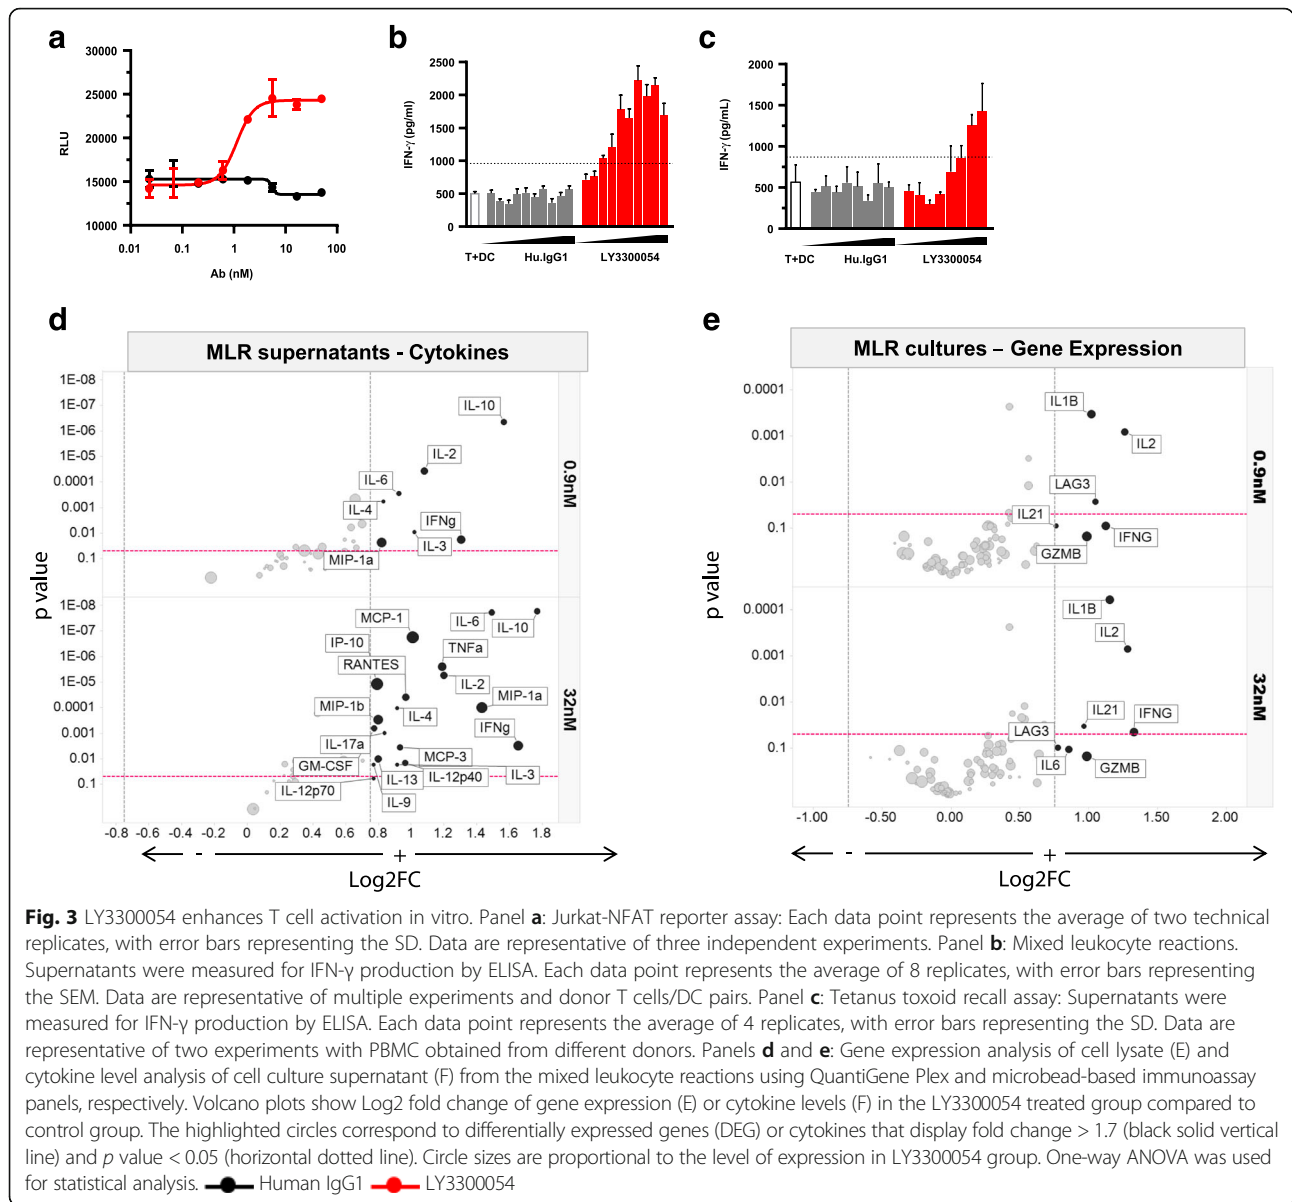 a
30000
25000
20000
15000
10000
RLU
0.01
0.1
1
10
100
Ab (nM)
b
2500
2000
1500
1000
500
0
IFN-γ (pg/ml)
T+DC
Hu.IgG1
LY3300054
c
2000
1500
1000
500
0
IFN-γ (pg/mL)
T+DC
Hu.IgG1
LY3300054
d
MLR supernatants - Cytokines
1E-08
1E-07
1E-06
1E-05
0.0001
0.001
0.01
0.1
IL-10
IL-2
IL-6
IL-4
IFNg
IL-3
MIP-1a
0.9nM
p value
1E-08
1E-07
1E-06
1E-05
0.0001
0.001
0.01
0.1
MCP-1
IL-6
IL-10
IP-10
TNFa
RANTES
IL-2
MIP-1a
MIP-1b
IL-4
IFNg
IL-17a
MCP-3
GM-CSF
IL-13
IL-12p40
IL-3
IL-12p70
IL-9
32nM
-0.8
-0.6
-0.4
-0.2
0
0.2
0.4
0.6
0.8
1
1.2
1.4
1.6
1.8
-
+
Log2FC
e
MLR cultures – Gene Expression
0.0001
0.001
0.01
0.1
IL1B
IL2
LAG3
IL21
IFNG
GZMB
0.9nM
p value
0.0001
0.001
0.01
0.1
IL1B
IL2
IL21
IFNG
LAG3
IL6
GZMB
32nM
-1.00
-0.50
0.00
0.50
1.00
1.50
2.00
-
+
Log2FC
Fig. 3 LY3300054 enhances T cell activation in vitro. Panel a: Jurkat-NFAT reporter assay: Each data point represents the average of two technical
replicates, with error bars representing the SD. Data are representative of three independent experiments. Panel b: Mixed leukocyte reactions.
Supernatants were measured for IFN-γ production by ELISA. Each data point represents the average of 8 replicates, with error bars representing
the SEM. Data are representative of multiple experiments and donor T cells/DC pairs. Panel c: Tetanus toxoid recall assay: Supernatants were
measured for IFN-γ production by ELISA. Each data point represents the average of 4 replicates, with error bars representing the SD. Data are
representative of two experiments with PBMC obtained from different donors. Panels d and e: Gene expression analysis of cell lysate (E) and
cytokine level analysis of cell culture supernatant (F) from the mixed leukocyte reactions using QuantiGene Plex and microbead-based immunoassay
panels, respectively. Volcano plots show Log2 fold change of gene expression (E) or cytokine levels (F) in the LY3300054 treated group compared to
control group. The highlighted circles correspond to differentially expressed genes (DEG) or cytokines that display fold change > 1.7 (black solid vertical
line) and p value < 0.05 (horizontal dotted line). Circle sizes are proportional to the level of expression in LY3300054 group. One-way ANOVA was used
for statistical analysis. Human IgG1 LY3300054